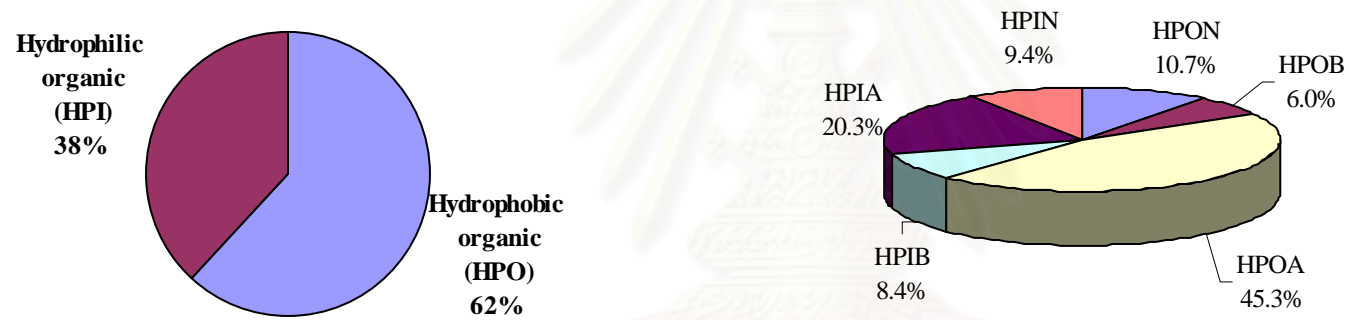 Hydrophilic
organic
(HPI)
38%
Hydrophobic
organic
(HPO)
62%
HPIN
9.4%
HPON
10.7%
HPOB
6.0%
HPIA
20.3%
HPIB
8.4%
HPOA
45.3%